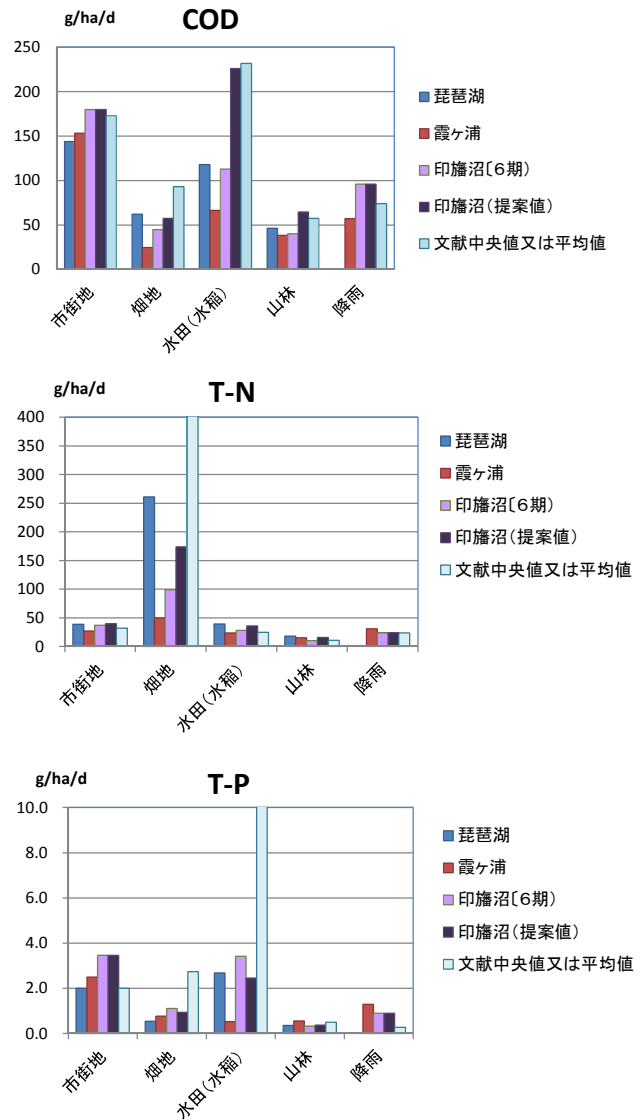 g/ha/d
COD
250
200
150
100
50
0
市街地
畑地
水田(水稲)
山林
降雨
琵琶湖
霞ヶ浦
印旛沼〔6期)
印旛沼(提案値)
文献中央値又は平均値
g/ha/d
T-N
400
350
300
250
200
150
100
50
0
市街地
畑地
水田(水稲)
山林
降雨
琵琶湖
霞ヶ浦
印旛沼〔6期)
印旛沼(提案値)
文献中央値又は平均値
g/ha/d
T-P
10.0
8.0
6.0
4.0
2.0
0.0
市街地
畑地
水田(水稲)
山林
降雨
琵琶湖
霞ヶ浦
印旛沼〔6期)
印旛沼(提案値)
文献中央値又は平均値